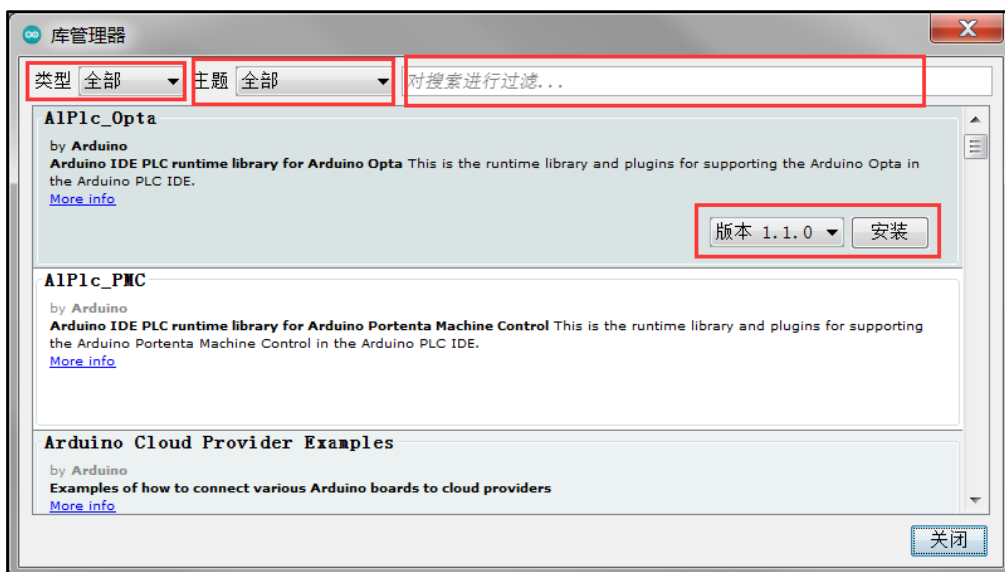 库管理器
类型 全部 主题 全部 对搜索进行过滤...
AlPlc_Opta
by Arduino
Arduino IDE PLC runtime library for Arduino Opta This is the runtime library and plugins for supporting the Arduino Opta in
the Arduino PLC IDE.
More info
版本 1.1.0 安装
AlPlc_PMC
by Arduino
Arduino IDE PLC runtime library for Arduino Portenta Machine Control This is the runtime library and plugins for supporting
the Arduino Portenta Machine Control in the Arduino PLC IDE.
More info
Arduino Cloud Provider Examples
by Arduino
Examples of how to connect various Arduino boards to cloud providers
More info
关闭